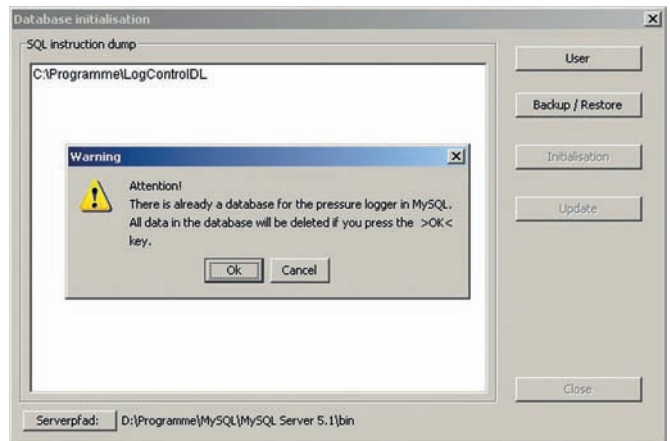 Database initialisation
SQL instruction dump
C:\Programme\LogControlDL
User
Backup / Restore
Initialisation
Update
Warning
Attention!
There is already a database for the pressure logger in MySQL.
All data in the database will be deleted if you press the >OK<
key.
Ok
Cancel
Close
Serverpfad:
D:\Programme\MySQL\MySQL Server 5.1\bin